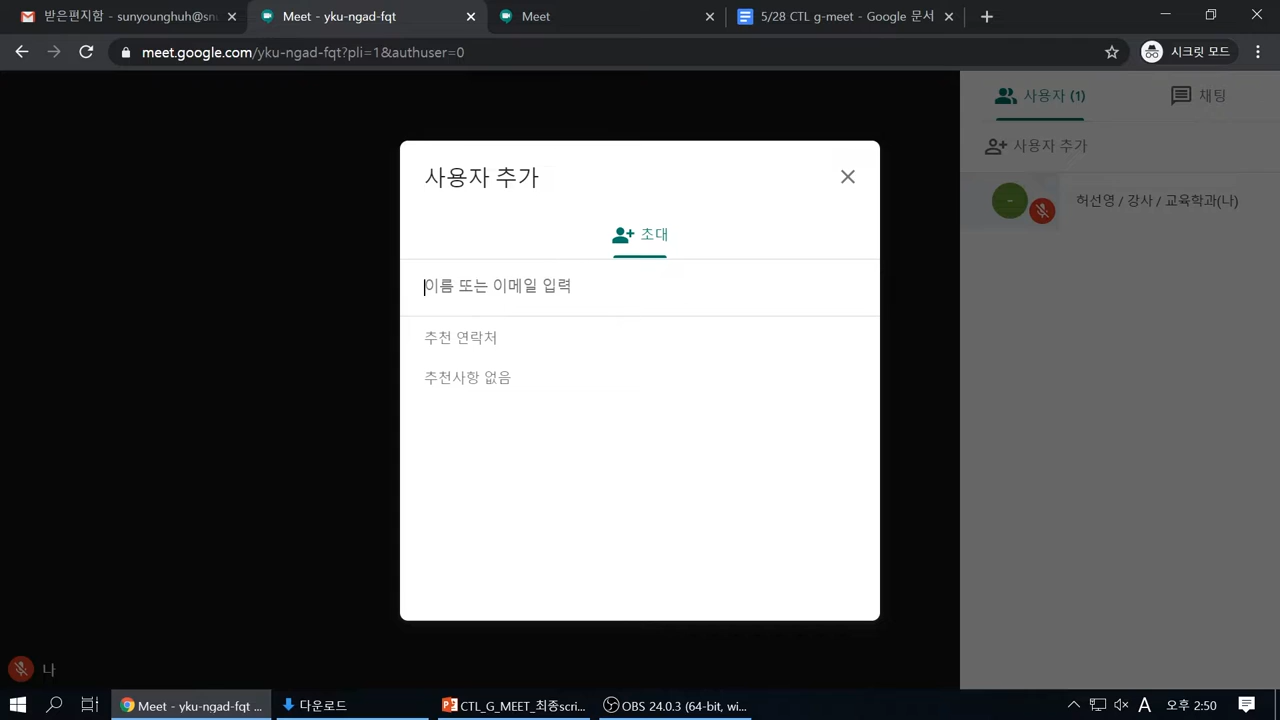 받은편지함 - sunyounghuh@sn
Meet - yku-ngad-fqt
Meet
5/28 CTL g-meet - Google 문서
meet.google.com/yku-ngad-fqt?pli=1&authuser=0
시크릿 모드
사용자 (1)
채팅
사용자 추가
허선영 / 강사 / 교육학과(나)
사용자 추가
초대
이름 또는 이메일 입력
추천 연락처
추천사항 없음
나
Meet - yku-ngad-fqt ...
다운로드
CTL_G_MEET_최종scri...
OBS 24.0.3 (64-bit, wi...
A
오후 2:50